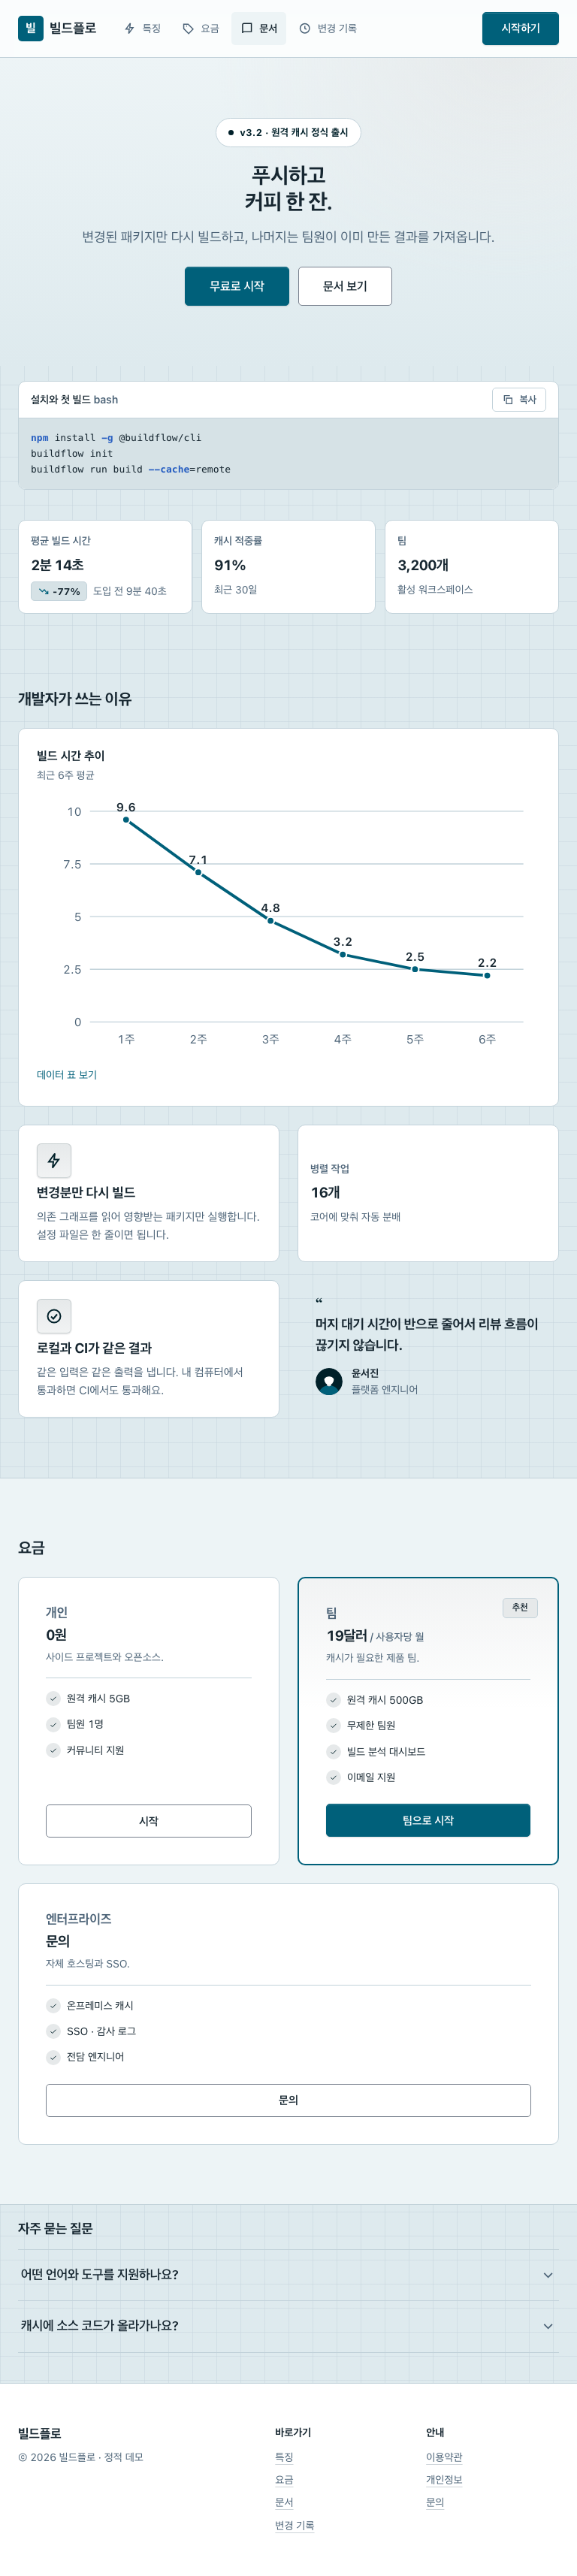 빌 빌드플로 특징 요금 문서 변경 기록 시작하기
v3.2 · 원격 캐시 정식 출시
푸시하고
커피 한 잔.
변경된 패키지만 다시 빌드하고, 나머지는 팀원이 이미 만든 결과를 가져옵니다.
무료로 시작 문서 보기
설치와 첫 빌드 bash 복사
npm install -g @buildflow/cli
buildflow init
buildflow run build --cache=remote
평균 빌드 시간
2분 14초
-77% 도입 전 9분 40초
캐시 적중률
91%
최근 30일
팀
3,200개
활성 워크스페이스
개발자가 쓰는 이유
빌드 시간 추이
최근 6주 평균
10
7.5
5
2.5
0
9.6
7.1
4.8
3.2
2.5
2.2
1주 2주 3주 4주 5주 6주
데이터 표 보기
변경분만 다시 빌드
의존 그래프를 읽어 영향받는 패키지만 실행합니다.
설정 파일은 한 줄이면 됩니다.
병렬 작업
16개
코어에 맞춰 자동 분배
로컬과 CI가 같은 결과
같은 입력은 같은 출력을 냅니다. 내 컴퓨터에서
통과하면 CI에서도 통과해요.
“
머지 대기 시간이 반으로 줄어서 리뷰 흐름이
끊기지 않습니다.
윤서진
플랫폼 엔지니어
요금
개인
0원
사이드 프로젝트와 오픈소스.
원격 캐시 5GB
팀원 1명
커뮤니티 지원
시작
추천
팀
19달러 / 사용자당 월
캐시가 필요한 제품 팀.
원격 캐시 500GB
무제한 팀원
빌드 분석 대시보드
이메일 지원
팀으로 시작
엔터프라이즈
문의
자체 호스팅과 SSO.
온프레미스 캐시
SSO · 감사 로그
전담 엔지니어
문의
자주 묻는 질문
어떤 언어와 도구를 지원하나요?
캐시에 소스 코드가 올라가나요?
빌드플로
© 2026 빌드플로 · 정적 데모
바로가기
특징
요금
문서
변경 기록
안내
이용약관
개인정보
문의